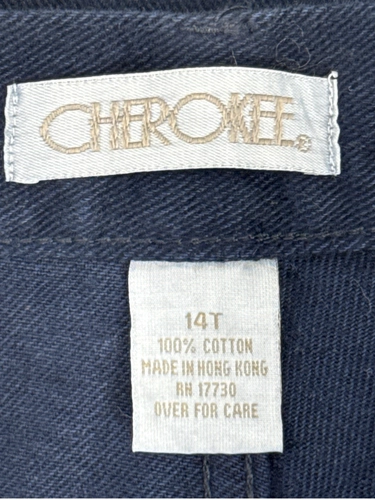 CHEROKEE®
14T
100% COTTON
MADE IN HONG KONG
RN 17730
OVER FOR CARE